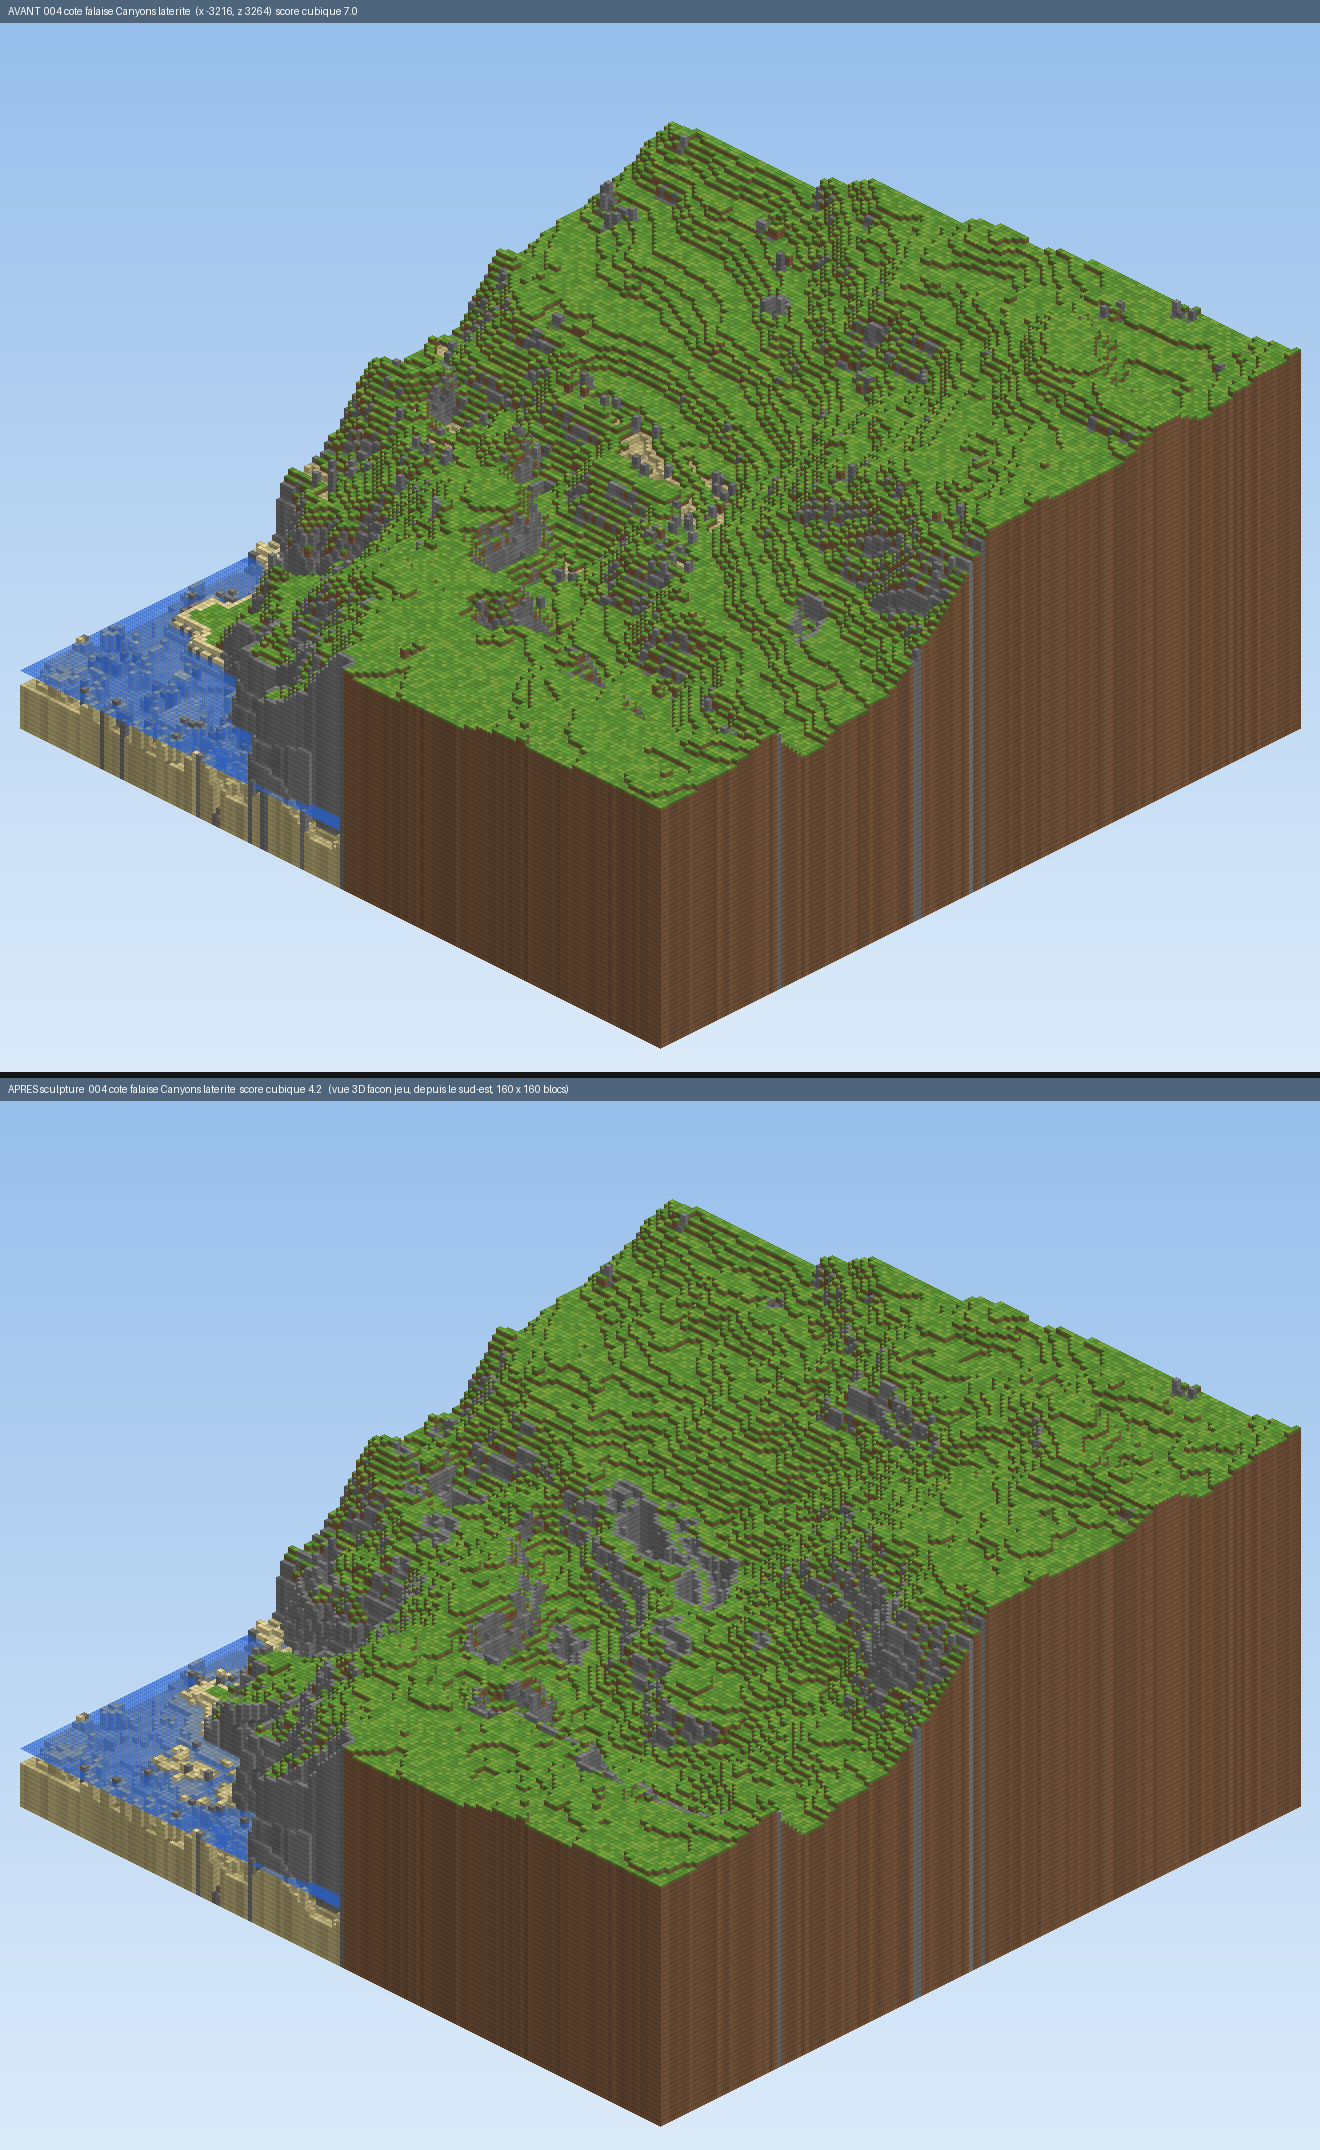 AVANT 004 cote falaise Canyons laterite (x -3216, z 3264) score cubique 7.0
APRES sculpture 004 cote falaise Canyons laterite score cubique 4.2 (vue 3D facon jeu, depuis le sud-est, 160 x 160 blocs)